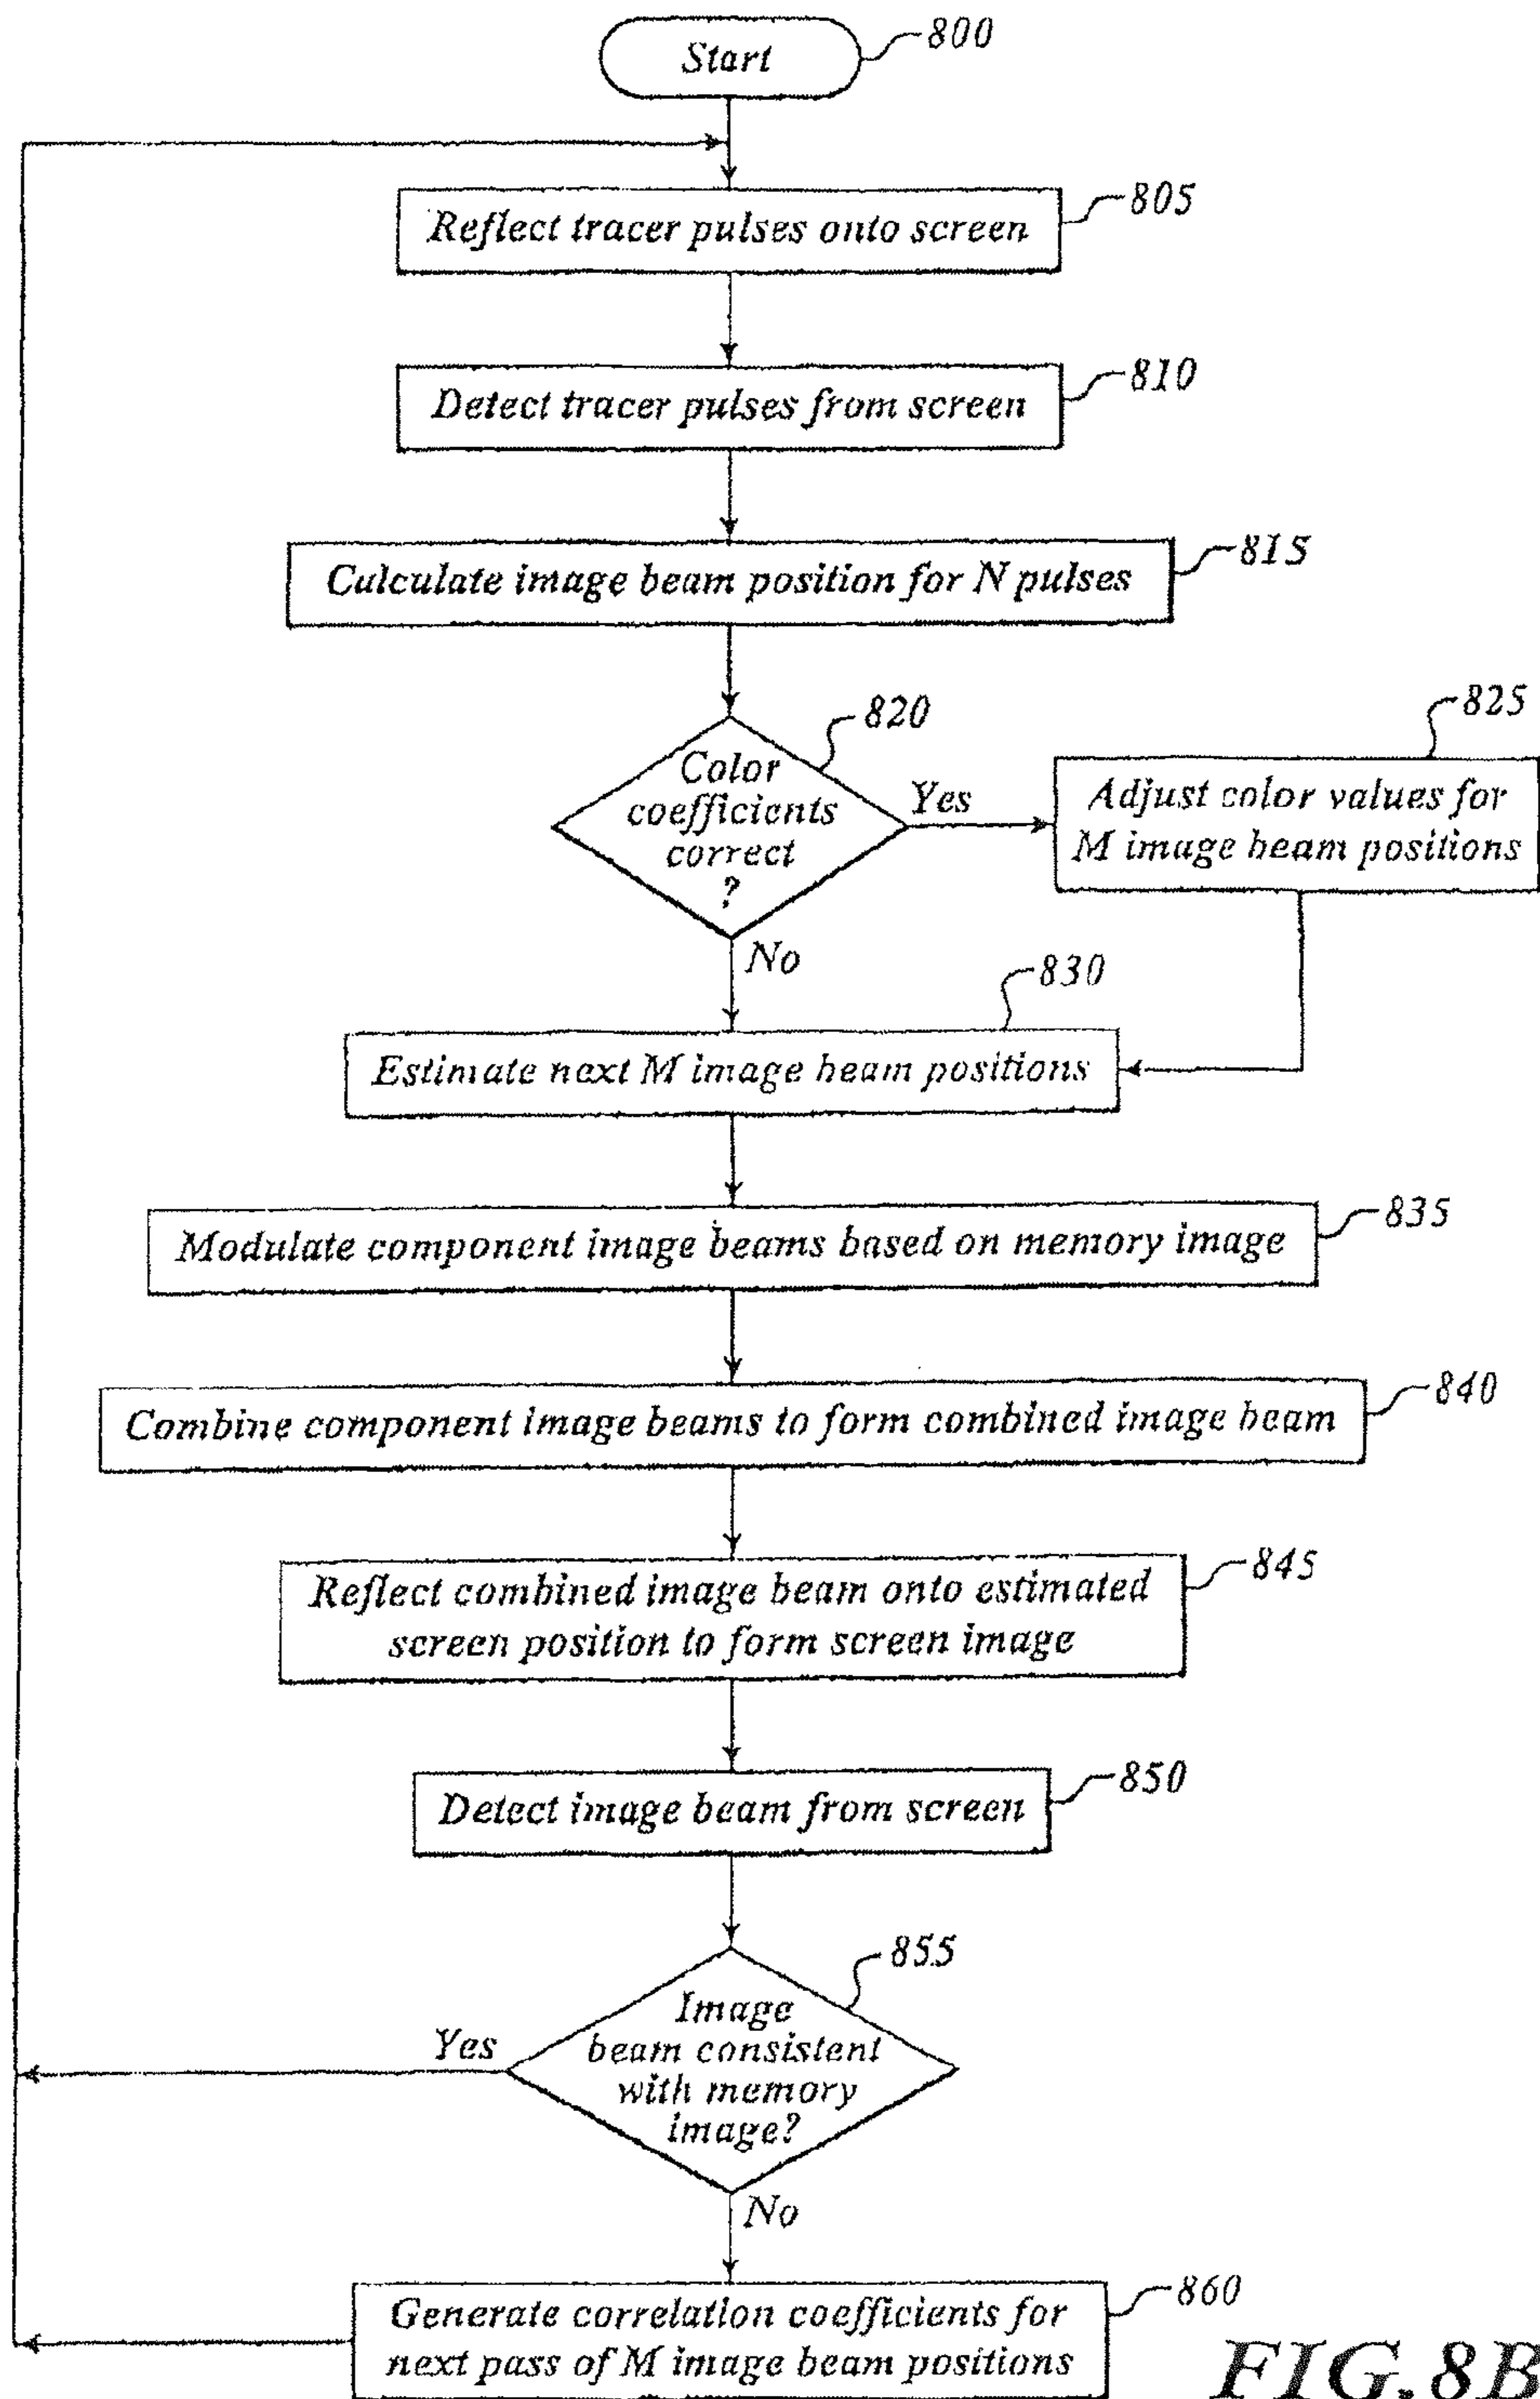 Start
800
Reflect tracer pulses onto screen
805
Detect tracer pulses from screen
810
Calculate image beam position for N pulses
815
820
Color
coefficients
correct
?
Yes
825
Adjust color values for
M image beam positions
No
830
Estimate next M image beam positions
835
Modulate component image beams based on memory image
840
Combine component image beams to form combined image beam
845
Reflect combined image beam onto estimated
screen position to form screen image
850
Detect image beam from screen
855
Image
beam consistent
with memory
image?
Yes
No
860
Generate correlation coefficients for
next pass of M image beam positions
FIG.8B